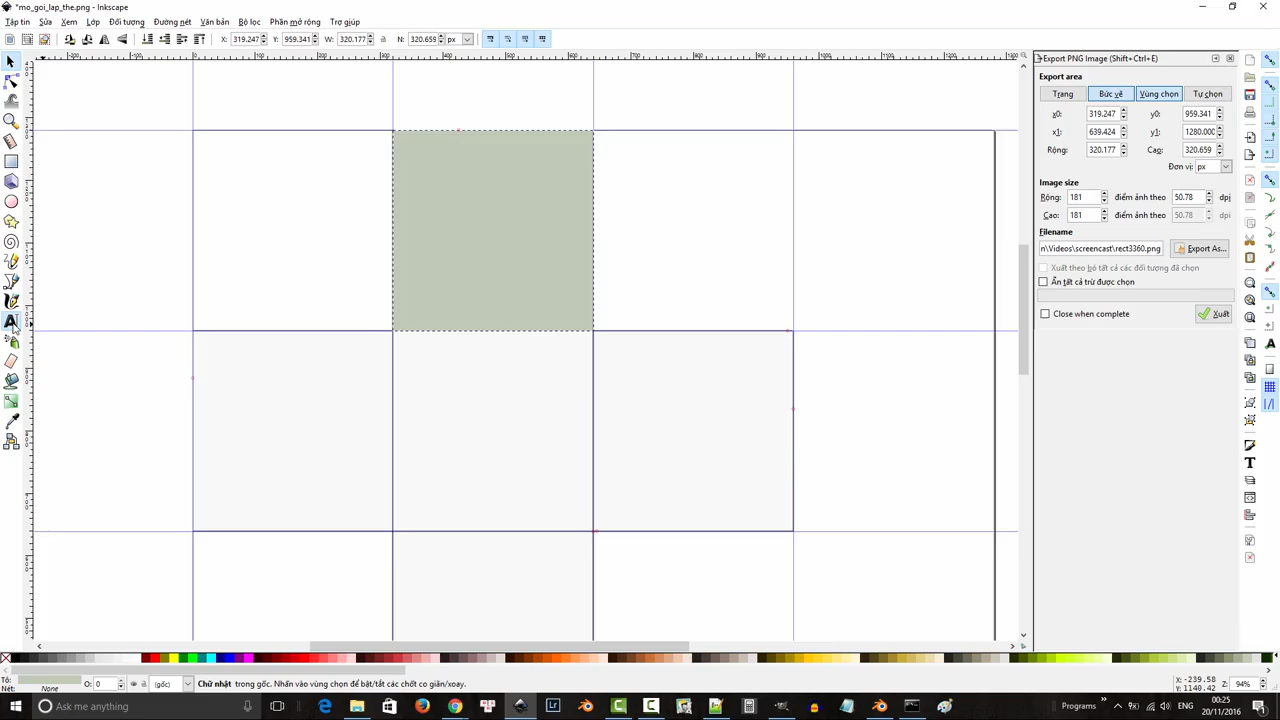 *mo_goi_lap_the.png - Inkscape
Tập tin Sửa Xem Lớp Đối tượng Đường nét Văn bản Bộ lọc Phần mở rộng Trợ giúp
X: 319.247 Y: 959.341 W: 320.177 N: 320.659 px
Export PNG Image (Shift+Ctrl+E)
Export area
Trang Bức vẽ Vùng chọn Tự chọn
x0: 319.247 y0: 959.341
x1: 639.424 y1: 1280.000
Rộng: 320.177 Cao: 320.659
Đơn vị: px
Image size
Rộng: 181 điểm ảnh theo 50.78 dpi
Cao: 181 điểm ảnh theo 50.78 dpi
Filename
n\Videos\screencast\rect3360.png Export As...
Xuất theo bó tất cả các đối tượng đã chọn
Ẩn tất cả trừ được chọn
Close when complete Xuất
Tô:
Nét: None O: 0 (gốc) Chữ nhật trong gốc. Nhấn vào vùng chọn để bật/tắt các chốt co giãn/xoay.
X: -239.58
Y: 1140.42
Z: 94%
Ask me anything
Programs ENG 00:25
20/11/2016